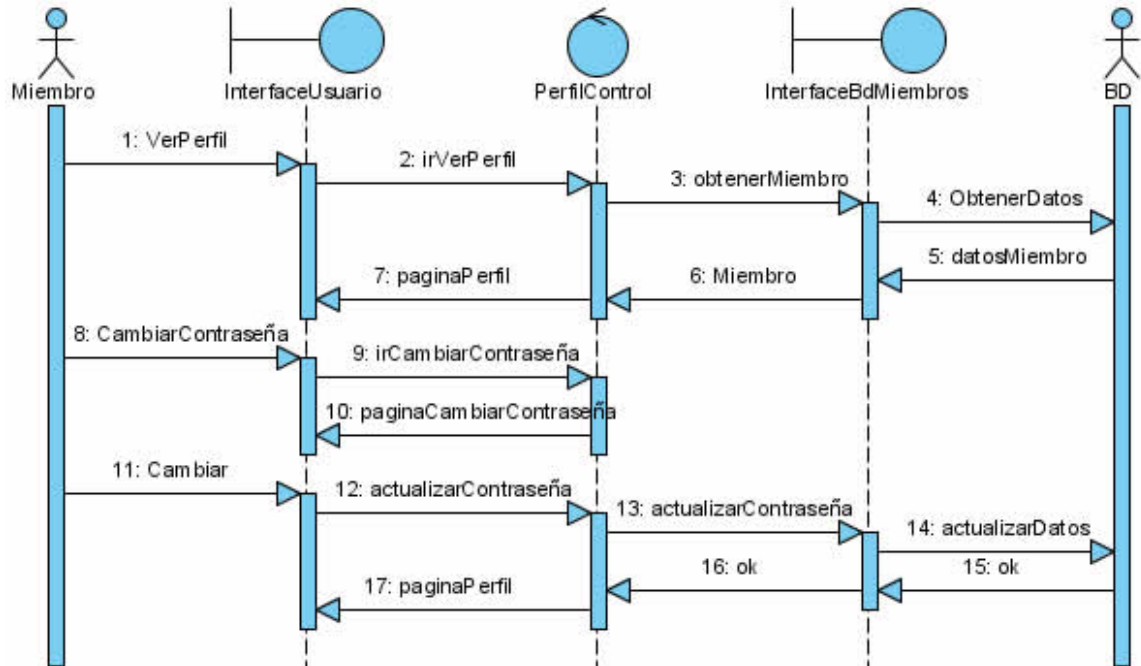 Miembro
InterfaceUsuario
PerfilControl
InterfaceBdMiembros
BD
1: VerPerfil
2: irVerPerfil
3: obtenerMiembro
4: ObtenerDatos
5: datosMiembro
6: Miembro
7: paginaPerfil
8: CambiarContraseña
9: irCambiarContraseña
10: paginaCambiarContraseña
11: Cambiar
12: actualizarContraseña
13: actualizarContraseña
14: actualizarDatos
15: ok
16: ok
17: paginaPerfil